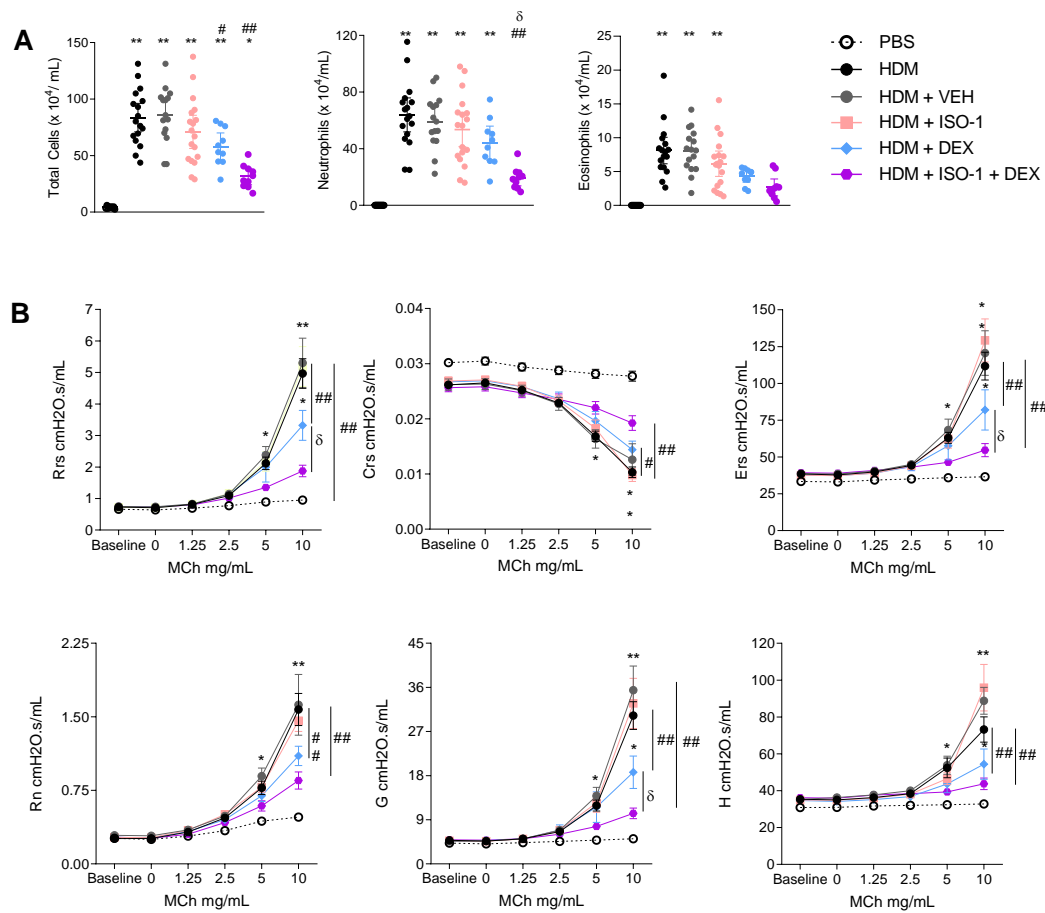 A
Total Cells (x 10⁴/mL)
150
100
50
0
**
**
**
#
**
##
*
Neutrophils (x 10⁴/mL)
120
80
40
0
**
**
**
**
δ
##
Eosinophils (x 10⁴/mL)
25
20
15
10
5
0
**
**
**
PBS
HDM
HDM + VEH
HDM + ISO-1
HDM + DEX
HDM + ISO-1 + DEX
B
Rrs cmH2O.s/mL
7
6
5
4
3
2
1
0
*
**
*
##
δ
##
Baseline 0 1.25 2.5 5 10
MCh mg/mL
Crs cmH2O.s/mL
0.04
0.03
0.02
0.01
0.00
*
*
*
#
##
Baseline 0 1.25 2.5 5 10
MCh mg/mL
Ers cmH2O.s/mL
150
125
100
75
50
25
0
*
*
*
*
##
δ
##
Baseline 0 1.25 2.5 5 10
MCh mg/mL
Rn cmH2O.s/mL
2.25
1.50
0.75
0.00
*
**
#
#
##
Baseline 0 1.25 2.5 5 10
MCh mg/mL
G cmH2O.s/mL
45
36
27
18
9
0
*
**
*
##
δ
##
Baseline 0 1.25 2.5 5 10
MCh mg/mL
H cmH2O.s/mL
120
100
80
60
40
20
0
*
**
*
##
##
Baseline 0 1.25 2.5 5 10
MCh mg/mL